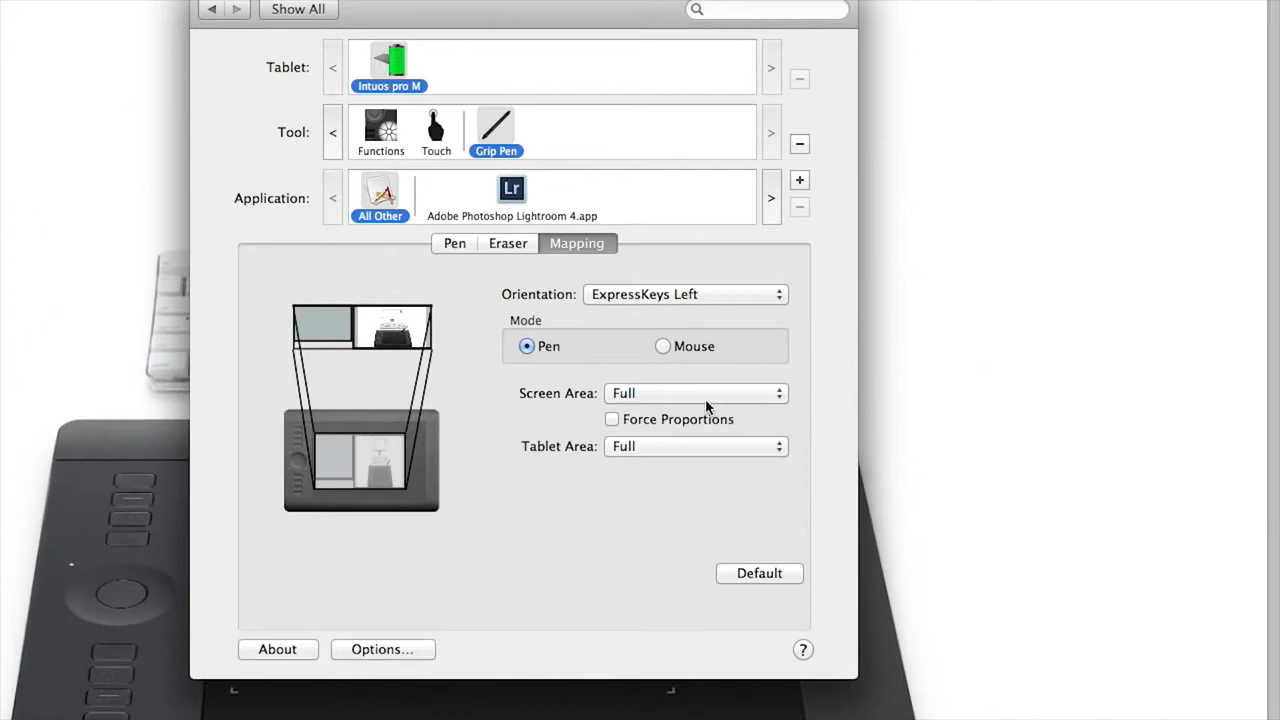 Show All
Tablet:
Intuos pro M
Tool:
Functions
Touch
Grip Pen
Application:
Lr
All Other
Adobe Photoshop Lightroom 4.app
Pen
Eraser
Mapping
Orientation:
ExpressKeys Left
Mode
Pen
Mouse
Screen Area:
Full
Force Proportions
Tablet Area:
Full
Default
About
Options...
?